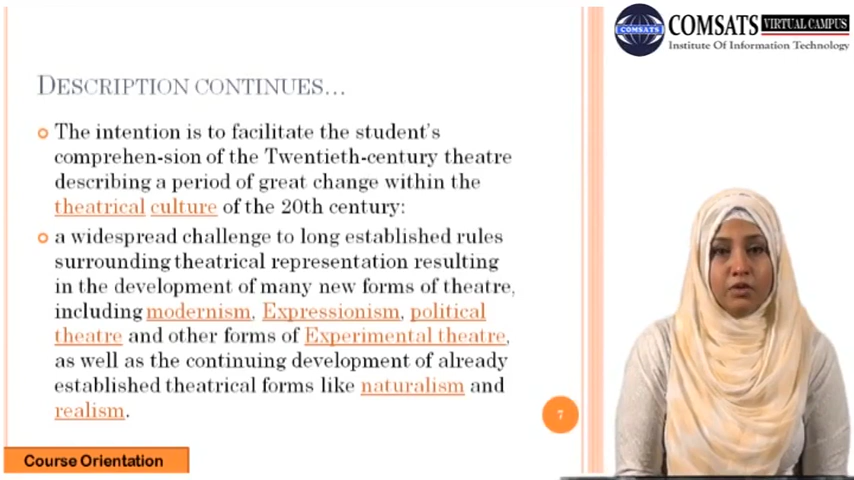 COMSATS
COMSATS VIRTUAL CAMPUS
Institute Of Information Technology
DESCRIPTION CONTINUES...
The intention is to facilitate the student's
comprehen-sion of the Twentieth-century theatre
describing a period of great change within the
theatrical culture of the 20th century:
a widespread challenge to long established rules
surrounding theatrical representation resulting
in the development of many new forms of theatre,
including modernism, Expressionism, political
theatre and other forms of Experimental theatre,
as well as the continuing development of already
established theatrical forms like naturalism and
realism.
7
Course Orientation